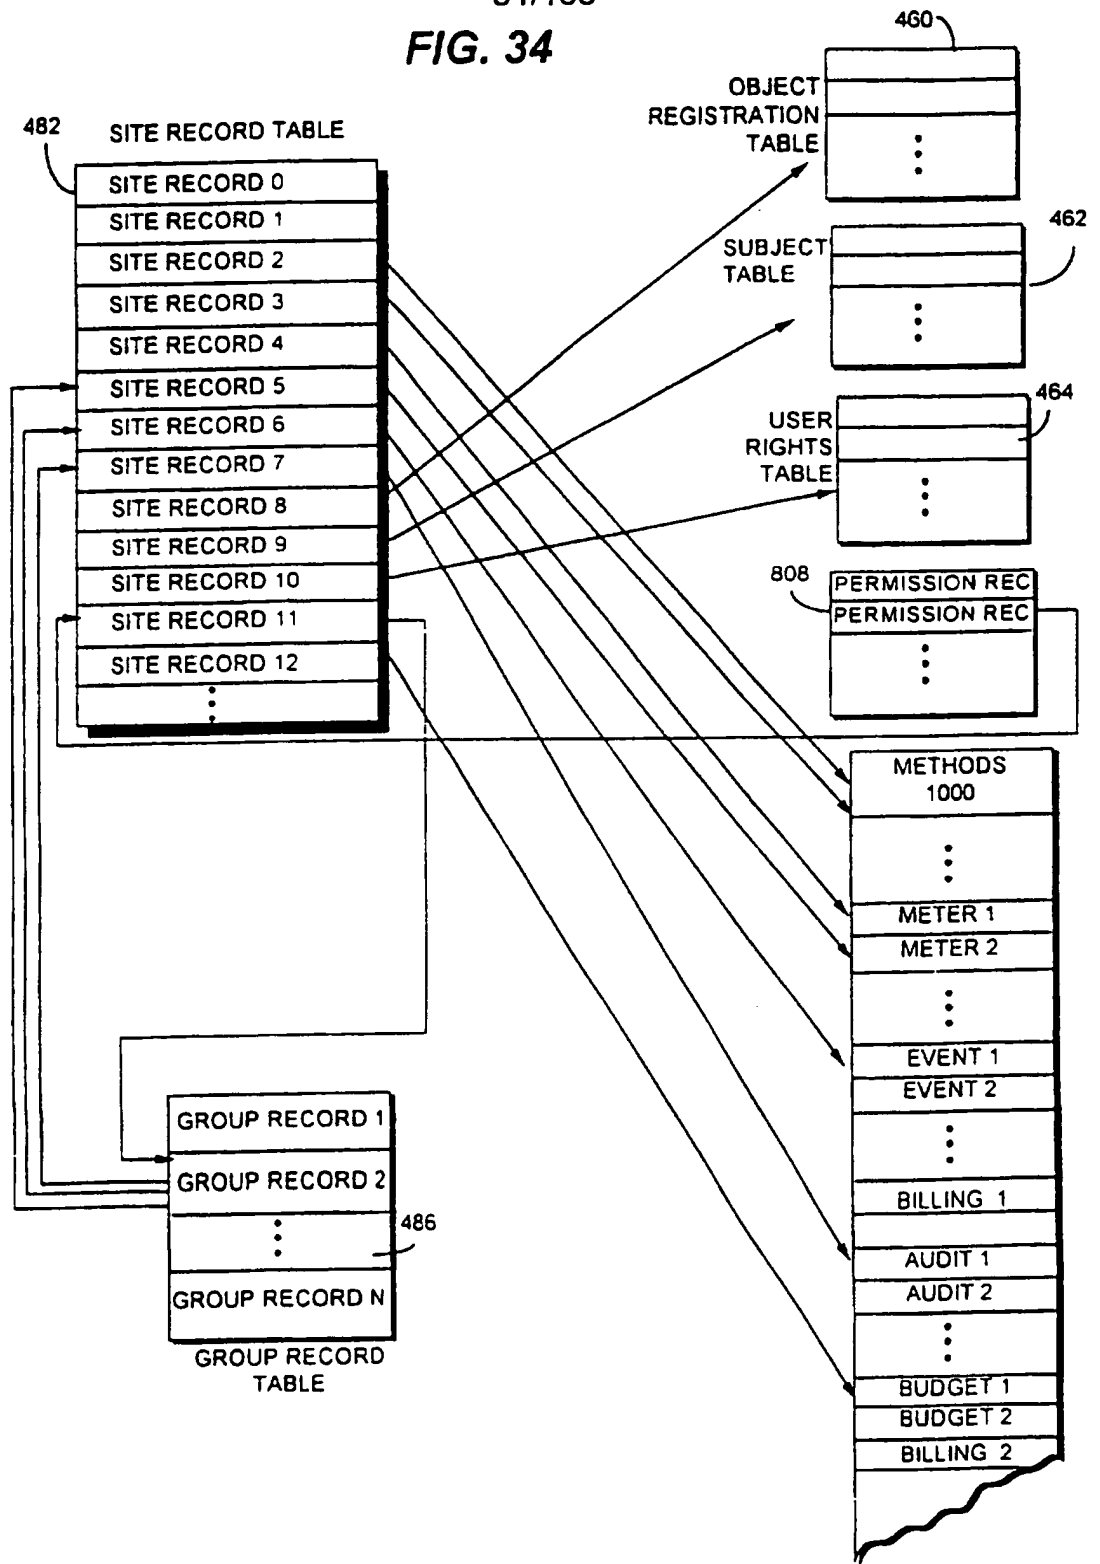 FIG. 34
460
OBJECT
REGISTRATION
TABLE
482
SITE RECORD TABLE
SITE RECORD 0
SITE RECORD 1
SITE RECORD 2
SITE RECORD 3
SITE RECORD 4
SITE RECORD 5
SITE RECORD 6
SITE RECORD 7
SITE RECORD 8
SITE RECORD 9
SITE RECORD 10
SITE RECORD 11
SITE RECORD 12
462
SUBJECT
TABLE
464
USER
RIGHTS
TABLE
808
PERMISSION REC
PERMISSION REC
METHODS
1000
METER 1
METER 2
EVENT 1
EVENT 2
BILLING 1
AUDIT 1
AUDIT 2
BUDGET 1
BUDGET 2
BILLING 2
GROUP RECORD 1
GROUP RECORD 2
486
GROUP RECORD N
GROUP RECORD
TABLE